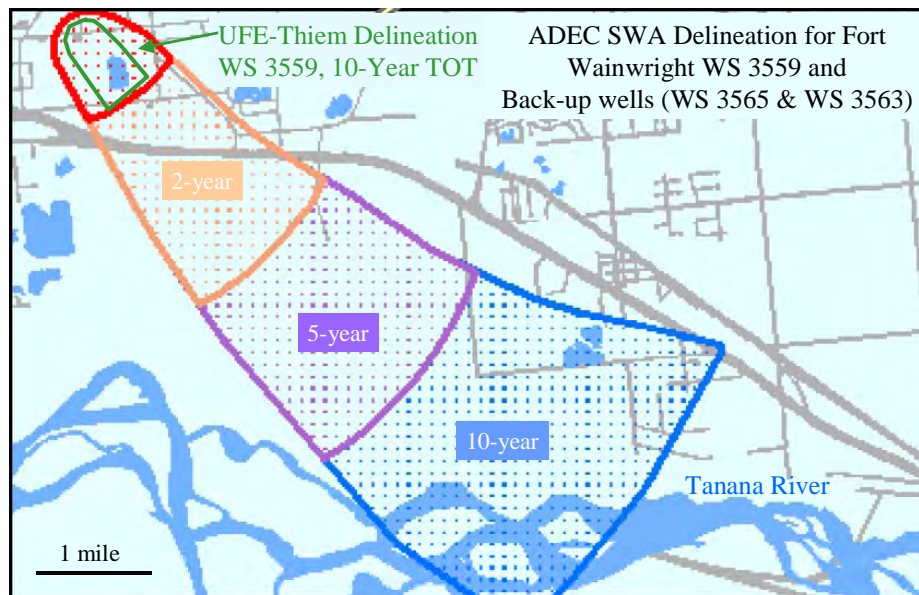 UFE-Thiem Delineation
WS 3559, 10-Year TOT
ADEC SWA Delineation for Fort
Wainwright WS 3559 and
Back-up wells (WS 3565 & WS 3563)
2-year
5-year
10-year
Tanana River
1 mile